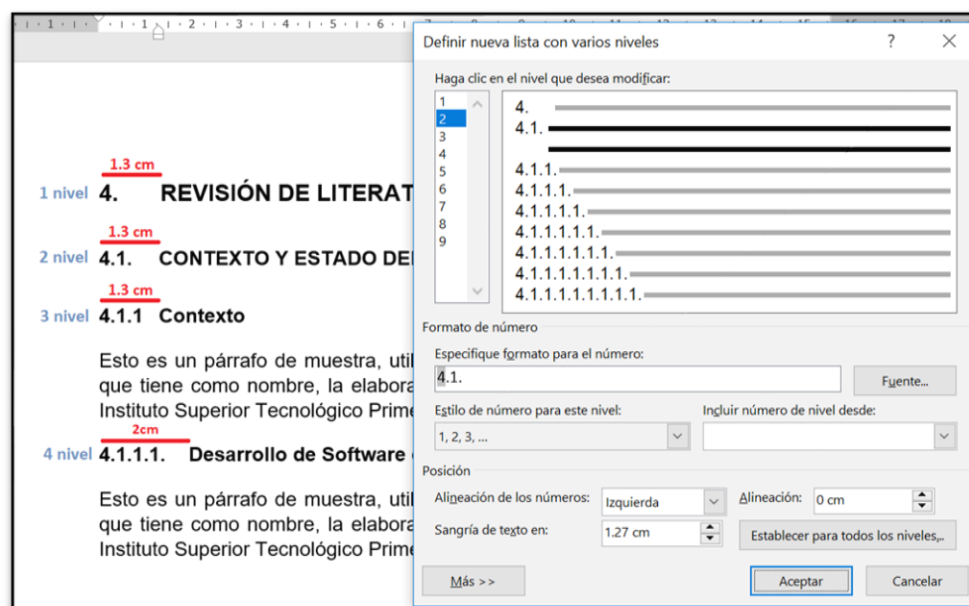 1 · 1 · 2 · 3 · 4 · 5 · 6
Definir nueva lista con varios niveles
Haga clic en el nivel que desea modificar:
1
2
3
4
5
6
7
8
9
4.
4.1.
4.1.1.
4.1.1.1.
4.1.1.1.1.
4.1.1.1.1.1.
4.1.1.1.1.1.1.
4.1.1.1.1.1.1.1.
4.1.1.1.1.1.1.1.1.
1.3 cm
1 nivel 4. REVISIÓN DE LITERAT
1.3 cm
2 nivel 4.1. CONTEXTO Y ESTADO DE
1.3 cm
3 nivel 4.1.1 Contexto
Esto es un párrafo de muestra, util
que tiene como nombre, la elabora
Instituto Superior Tecnológico Prime
2cm
4 nivel 4.1.1.1. Desarrollo de Software
Esto es un párrafo de muestra, util
que tiene como nombre, la elabora
Instituto Superior Tecnológico Prime
Formato de número
Especifique formato para el número:
4.1.
Fuente...
Estilo de número para este nivel:
Incluir número de nivel desde:
1, 2, 3, ...
Posición
Alineación de los números: Izquierda
Alineación: 0 cm
Sangría de texto en: 1.27 cm
Establecer para todos los niveles,..
Más >>
Aceptar
Cancelar